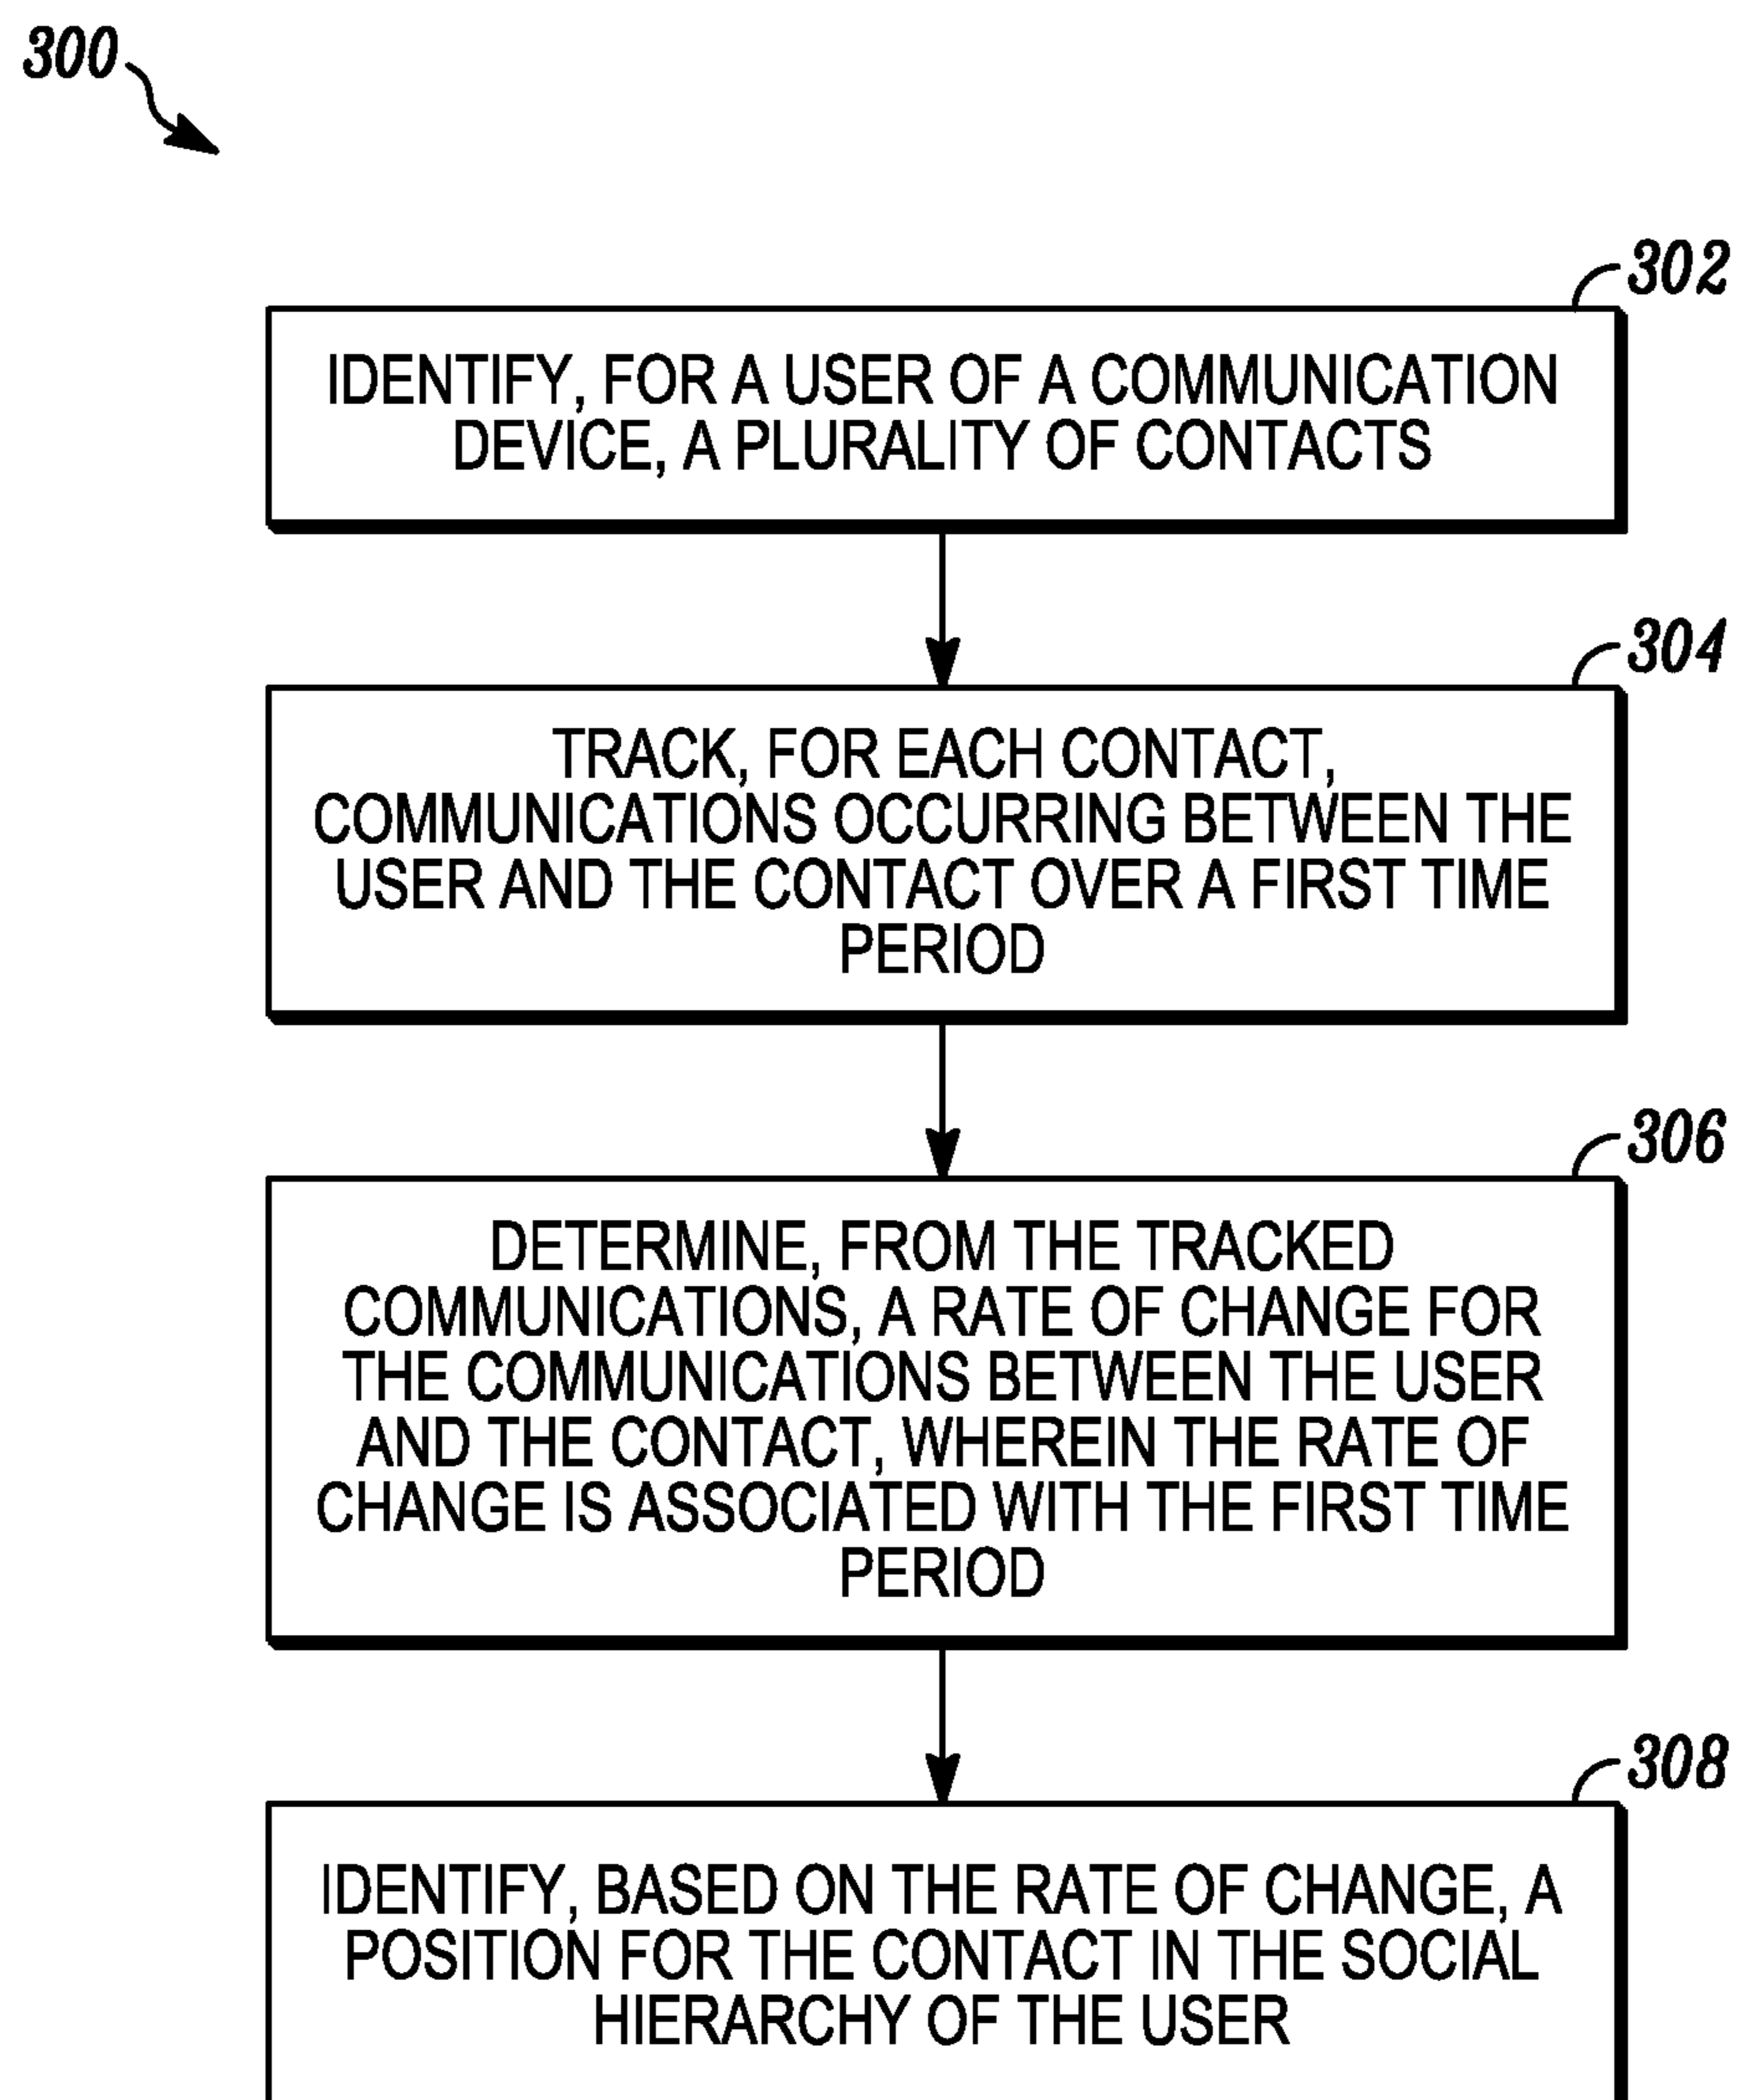 300
302
IDENTIFY, FOR A USER OF A COMMUNICATION
DEVICE, A PLURALITY OF CONTACTS
304
TRACK, FOR EACH CONTACT,
COMMUNICATIONS OCCURRING BETWEEN THE
USER AND THE CONTACT OVER A FIRST TIME
PERIOD
306
DETERMINE, FROM THE TRACKED
COMMUNICATIONS, A RATE OF CHANGE FOR
THE COMMUNICATIONS BETWEEN THE USER
AND THE CONTACT, WHEREIN THE RATE OF
CHANGE IS ASSOCIATED WITH THE FIRST TIME
PERIOD
308
IDENTIFY, BASED ON THE RATE OF CHANGE, A
POSITION FOR THE CONTACT IN THE SOCIAL
HIERARCHY OF THE USER